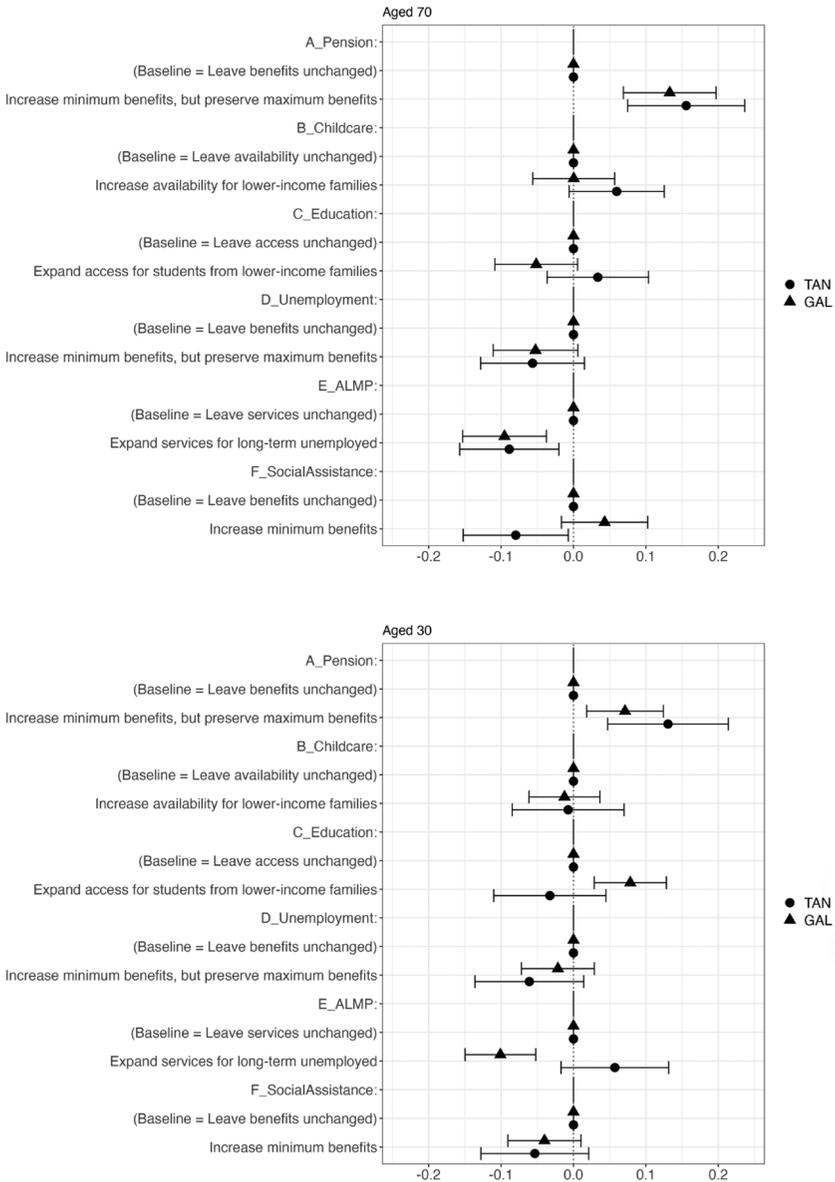 Aged 70
A_Pension:
(Baseline = Leave benefits unchanged)
Increase minimum benefits, but preserve maximum benefits
B_Childcare:
(Baseline = Leave availability unchanged)
Increase availability for lower-income families
C_Education:
(Baseline = Leave access unchanged)
Expand access for students from lower-income families
D_Unemployment:
(Baseline = Leave benefits unchanged)
Increase minimum benefits, but preserve maximum benefits
E_ALMP:
(Baseline = Leave services unchanged)
Expand services for long-term unemployed
F_SocialAssistance:
(Baseline = Leave benefits unchanged)
Increase minimum benefits
-0.2 -0.1 0.0 0.1 0.2
TAN
GAL
Aged 30
A_Pension:
(Baseline = Leave benefits unchanged)
Increase minimum benefits, but preserve maximum benefits
B_Childcare:
(Baseline = Leave availability unchanged)
Increase availability for lower-income families
C_Education:
(Baseline = Leave access unchanged)
Expand access for students from lower-income families
D_Unemployment:
(Baseline = Leave benefits unchanged)
Increase minimum benefits, but preserve maximum benefits
E_ALMP:
(Baseline = Leave services unchanged)
Expand services for long-term unemployed
F_SocialAssistance:
(Baseline = Leave benefits unchanged)
Increase minimum benefits
-0.2 -0.1 0.0 0.1 0.2
TAN
GAL